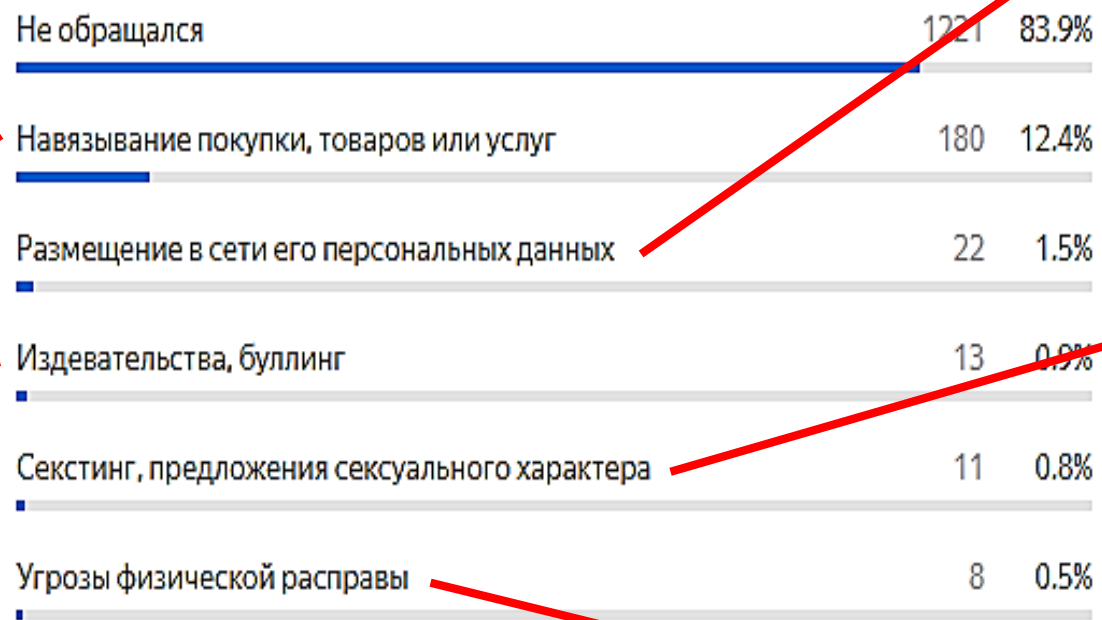 Не обращался 1221 83.9%
Навязывание покупки, товаров или услуг 180 12.4%
Размещение в сети его персональных данных 22 1.5%
Издевательства, буллинг 13 0.9%
Секстинг, предложения сексуального характера 11 0.8%
Угрозы физической расправы 8 0.5%